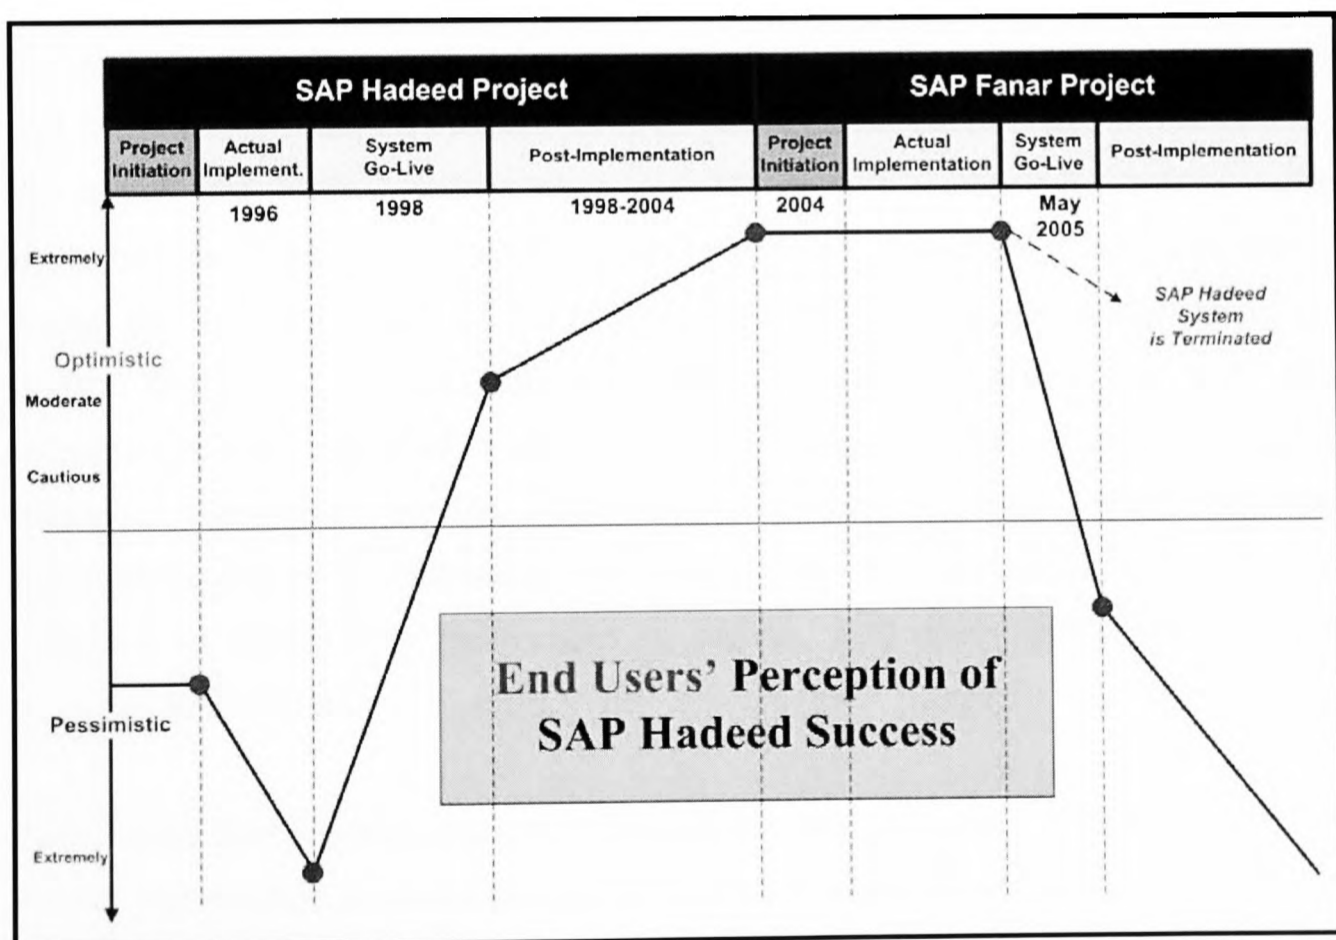 SAP Hadeed Project
SAP Fanar Project
Project
Initiation
Actual
Implement.
System
Go-Live
Post-Implementation
Project
Initiation
Actual
Implementation
System
Go-Live
Post-Implementation
1996
1998
1998-2004
2004
May
2005
Extremely
Optimistic
Moderate
Cautious
Pessimistic
Extremely
SAP Hadeed
System
is Terminated
End Users' Perception of
SAP Hadeed Success